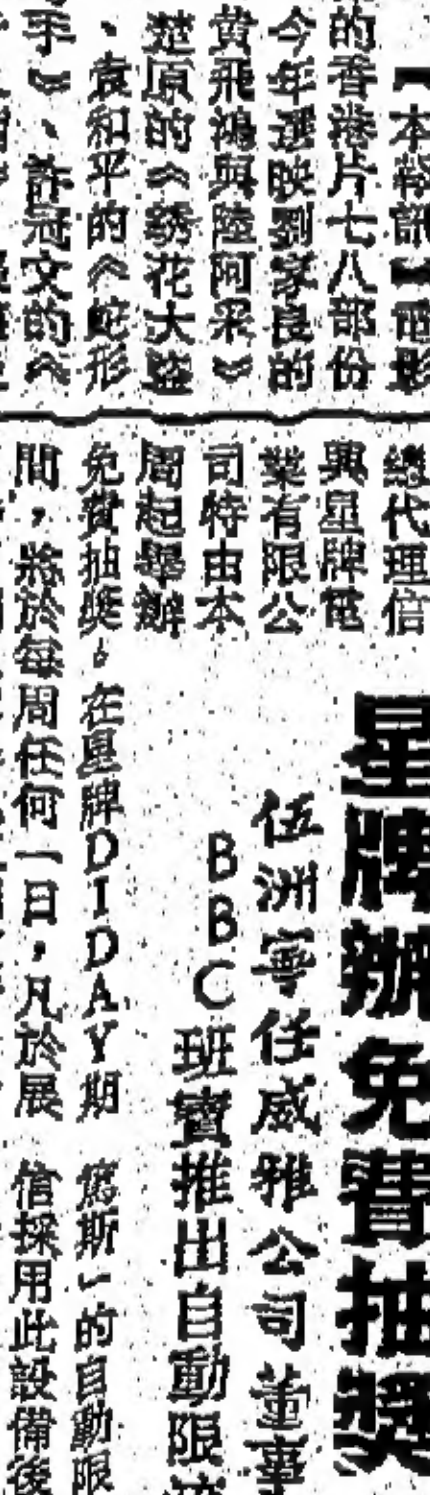 【本報訊】電影
的香港片七八部份
今年選映劉家良的
黃飛鴻與陸阿采》
楚原的《綉花大盜
、袁和平的《蛇形
手》、許冠文的《
總代理信
興星牌電
業有限公
司特由本
周起舉辦
免費抽獎。在星牌DIDAY期
間，將於每周任何一日，凡於展
星牌辦免費抽獎
伍洲寧任威雅公司董事
BBC班寶推出自動限
篤斯」的自動限
信採用此設備後